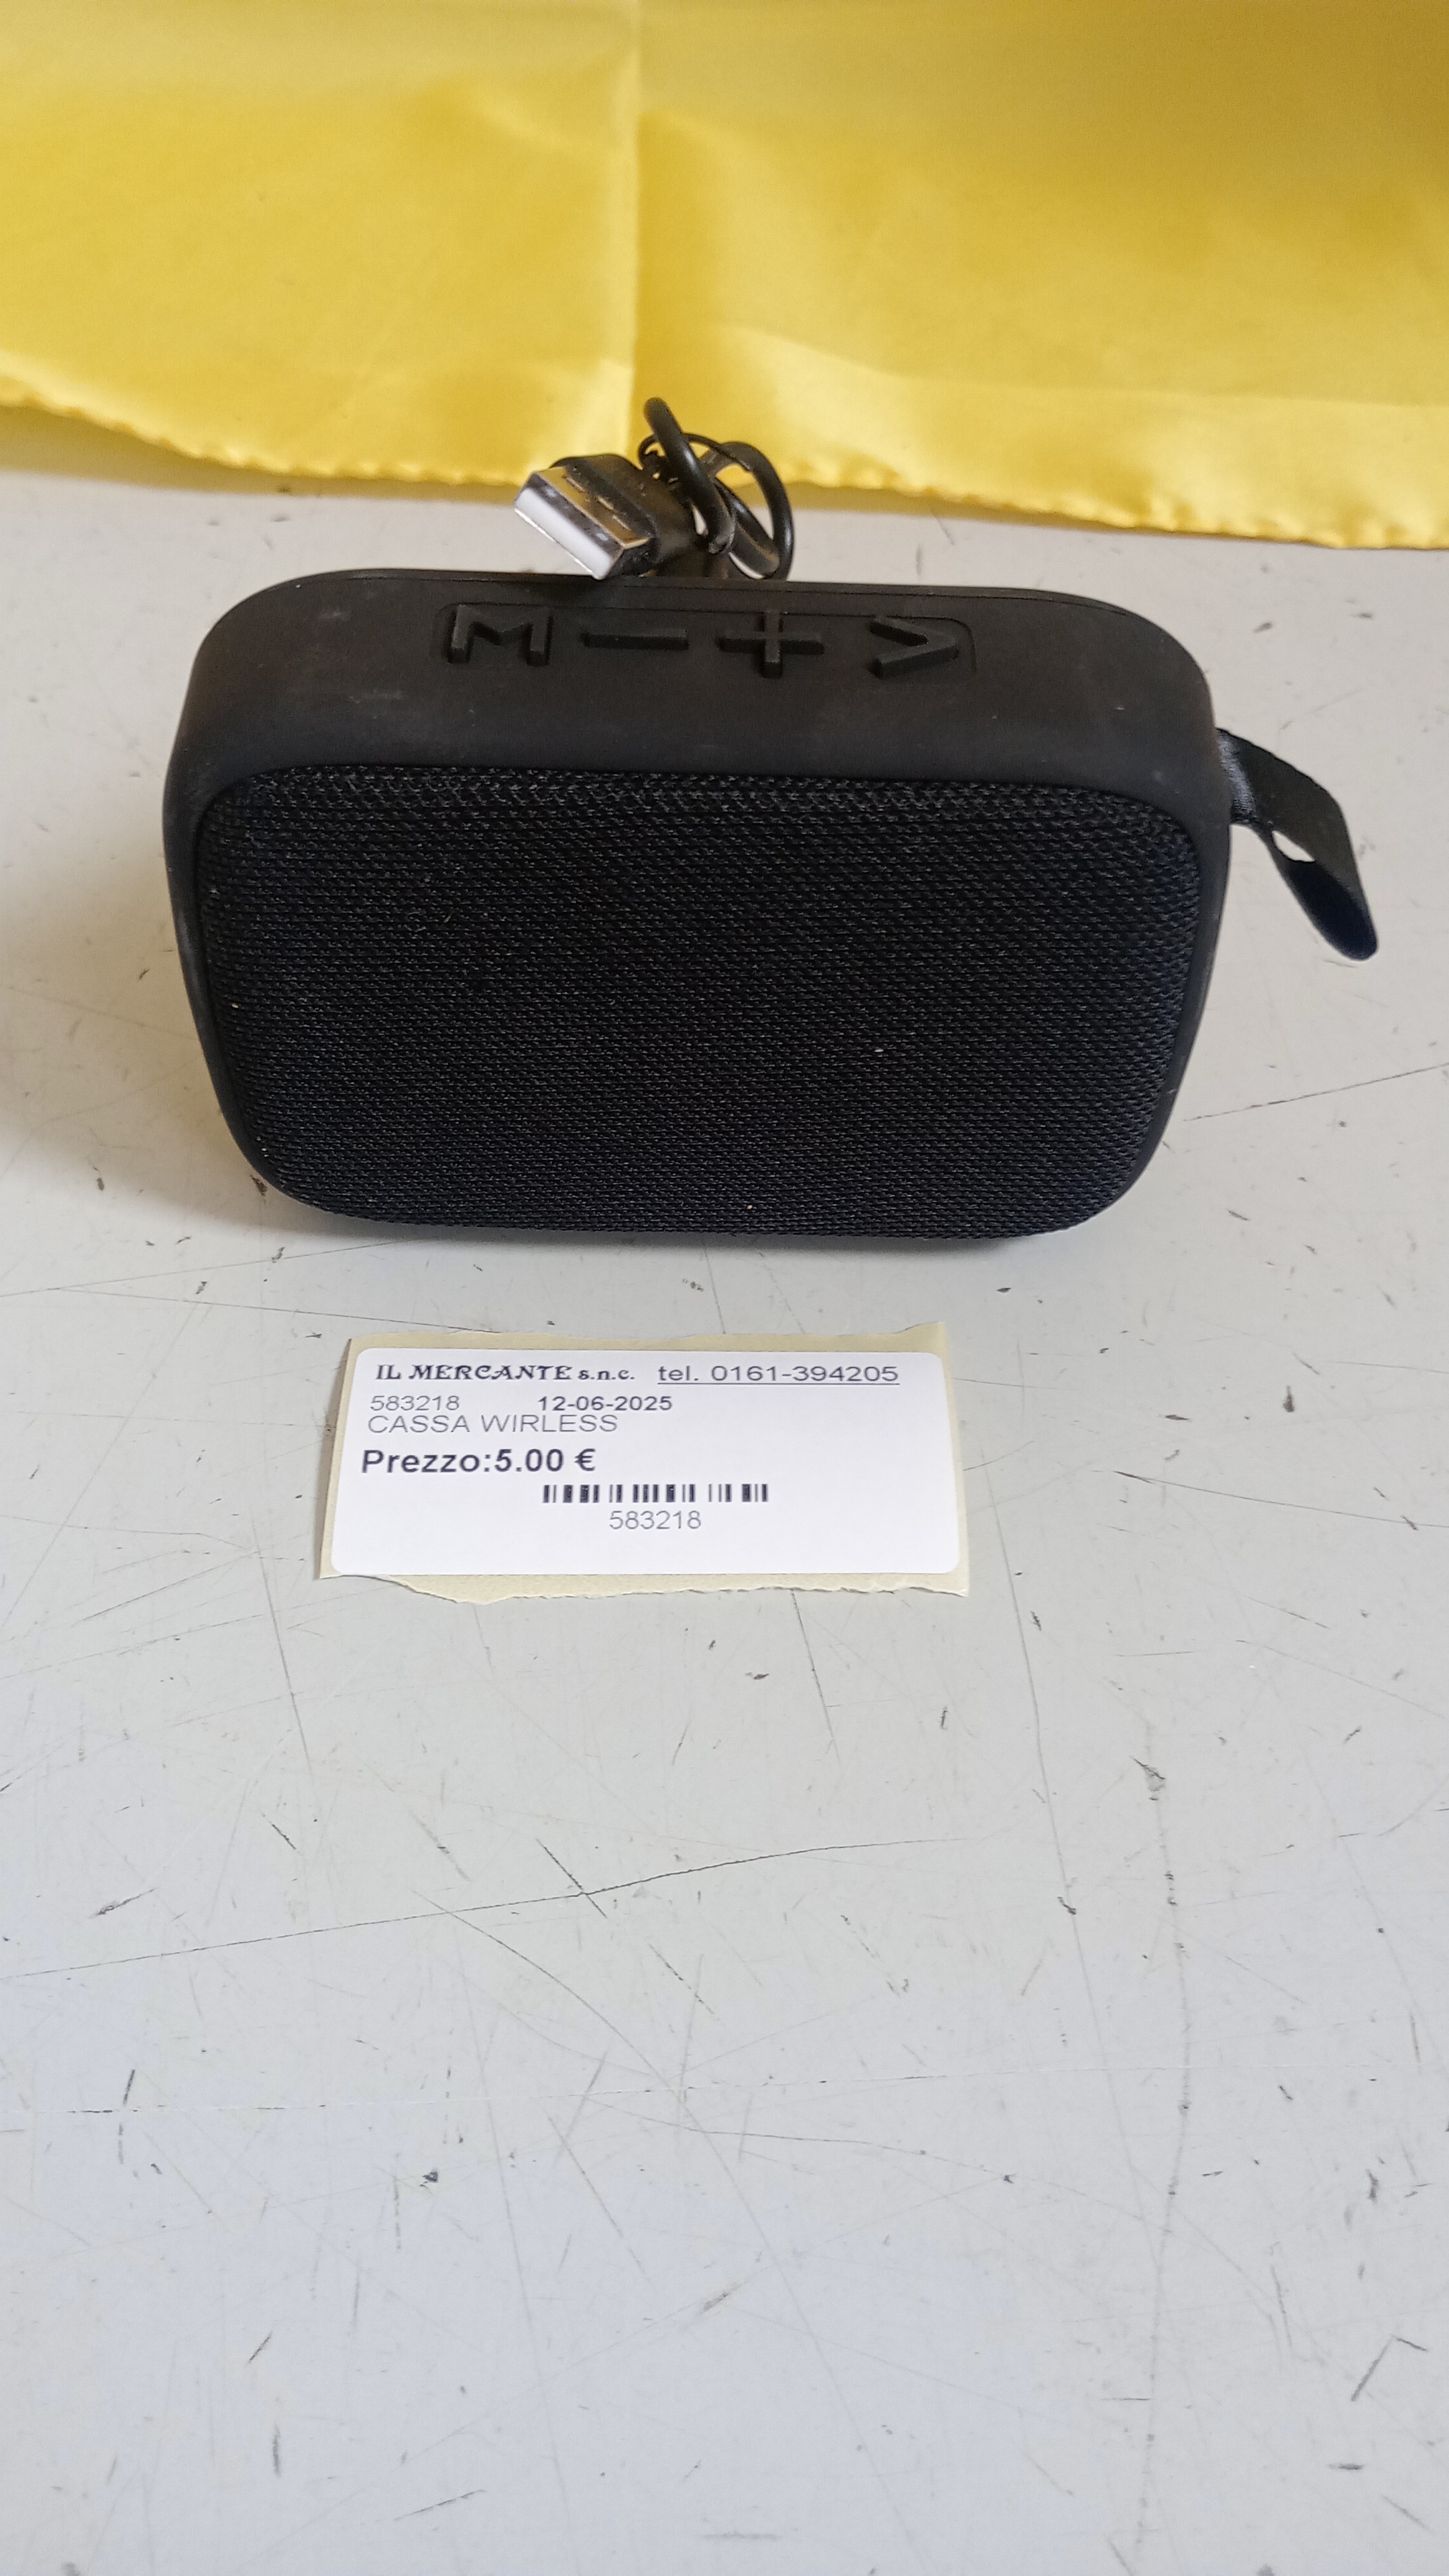 M − + >
IL MERCANTE s.n.c. tel. 0161-394205
583218 12-06-2025
CASSA WIRLESS
Prezzo:5.00 €
583218